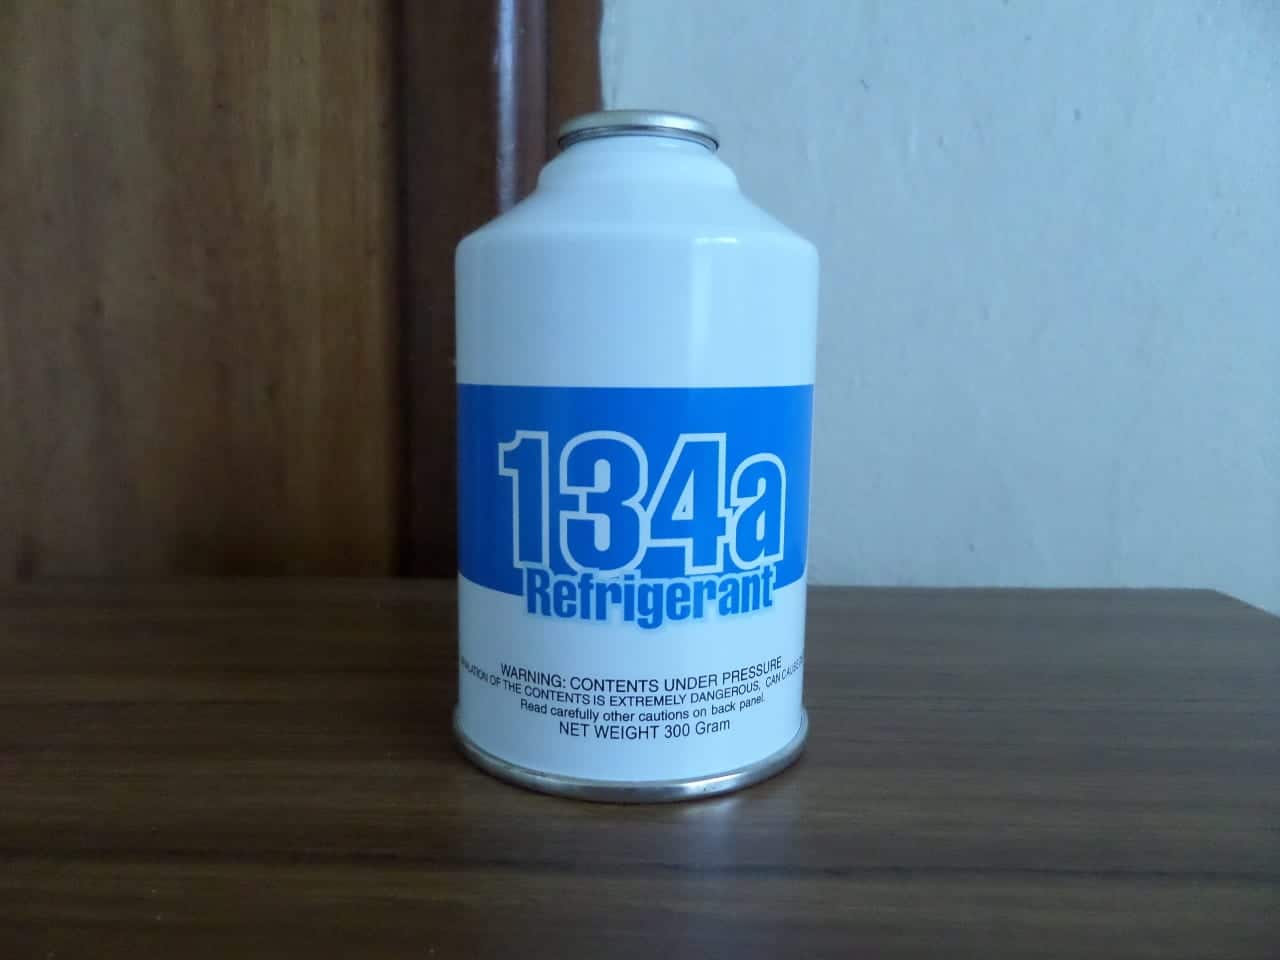 134a
Refrigerant
WARNING: CONTENTS UNDER PRESSURE
OF THE CONTENTS IS EXTREMELY DANGEROUS, CAN CAUSE
Read carefully other cautions on back panel.
NET WEIGHT 300 Gram